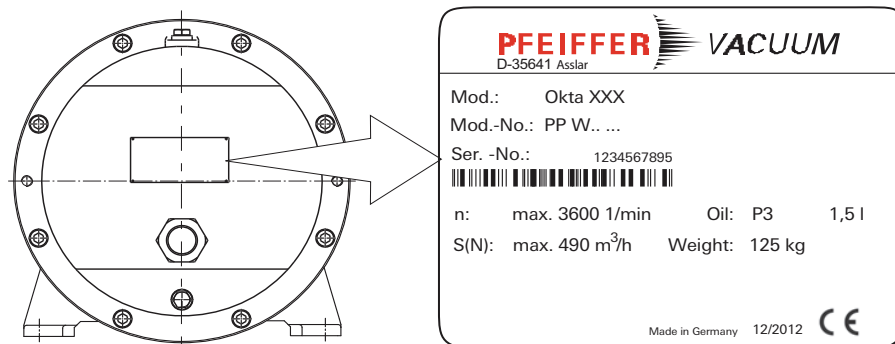 PFEIFFER VACUUM
D-35641 Asslar
Mod.: Okta XXX
Mod.-No.: PP W.. ...
Ser. -No.: 1234567895
n: max. 3600 1/min Oil: P3 1,5 l
S(N): max. 490 m³/h Weight: 125 kg
Made in Germany 12/2012 CE